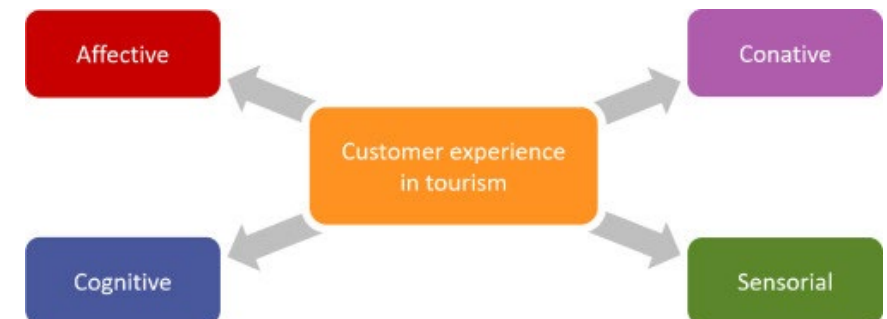 Affective
Conative
Customer experience
in tourism
Cognitive
Sensorial